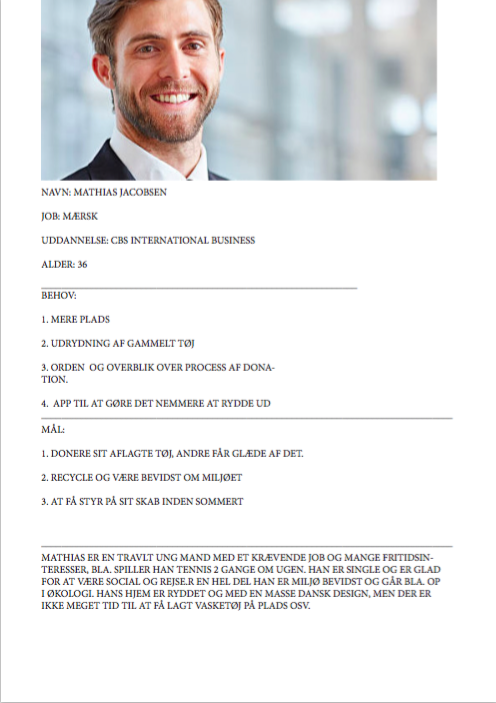 NAVN: MATHIAS JACOBSEN
JOB: MÆRSK
UDDANNELSE: CBS INTERNATIONAL BUSINESS
ALDER: 36
BEHOV:
1. MERE PLADS
2. UDRYDNING AF GAMMELT TØJ
3. ORDEN  OG OVERBLIK OVER PROCESS AF DONA-
TION.
4.  APP TIL AT GØRE DET NEMMERE AT RYDDE UD
MÅL:
1. DONERE SIT AFLAGTE TØJ, ANDRE FÅR GLÆDE AF DET.
2. RECYCLE OG VÆRE BEVIDST OM MILJØET
3. AT FÅ STYR PÅ SIT SKAB INDEN SOMMERT
MATHIAS ER EN TRAVLT UNG MAND MED ET KRÆVENDE JOB OG MANGE FRITIDSIN-
TERESSER, BLA. SPILLER HAN TENNIS 2 GANGE OM UGEN. HAN ER SINGLE OG ER GLAD
FOR AT VÆRE SOCIAL OG REJSE.R EN HEL DEL HAN ER MILJØ BEVIDST OG GÅR BLA. OP
I ØKOLOGI. HANS HJEM ER RYDDET OG MED EN MASSE DANSK DESIGN, MEN DER ER
IKKE MEGET TID TIL AT FÅ LAGT VASKETØJ PÅ PLADS OSV.